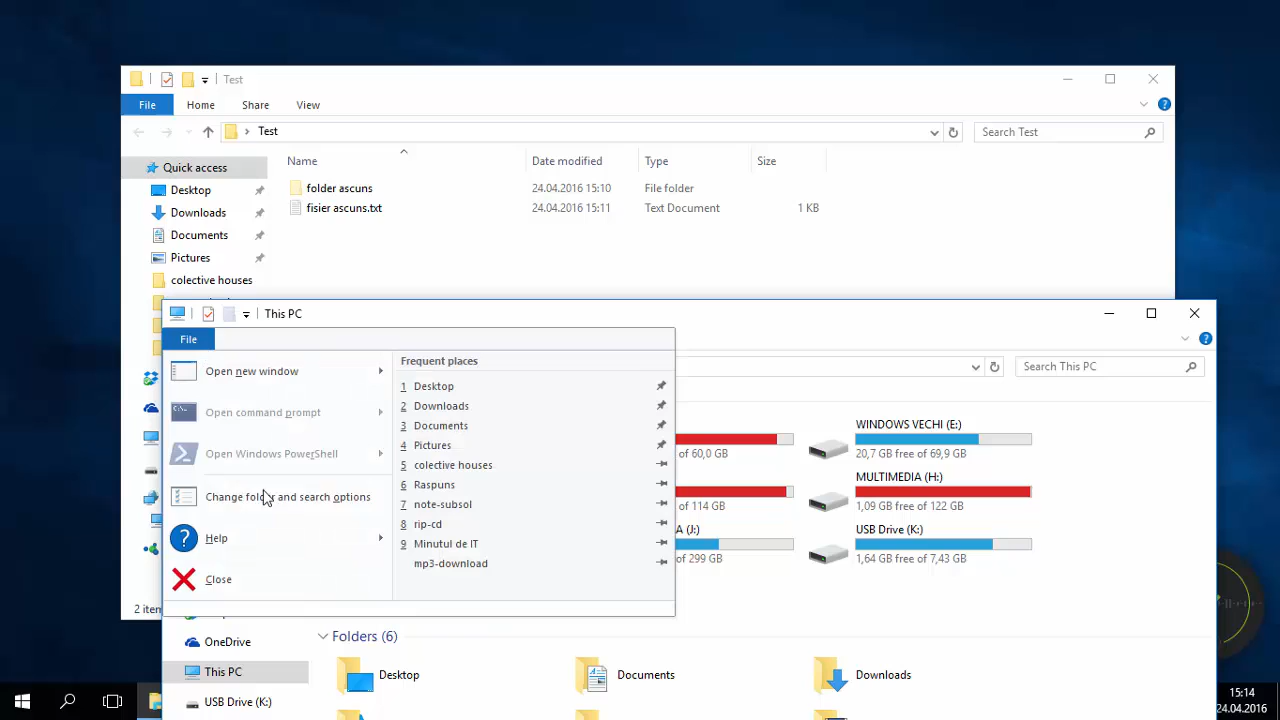 Test
File
Home
Share
View
Test
Search Test
Quick access
Desktop
Downloads
Documents
Pictures
colective houses
Name
Date modified
Type
Size
folder ascuns
24.04.2016 15:10
File folder
fisier ascuns.txt
24.04.2016 15:11
Text Document
1 KB
2 item
This PC
File
Search This PC
Open new window
Open command prompt
Open Windows PowerShell
Change folder and search options
Help
Close
Frequent places
1 Desktop
2 Downloads
3 Documents
4 Pictures
5 colective houses
6 Raspuns
7 note-subsol
8 rip-cd
9 Minutul de IT
mp3-download
of 60,0 GB
of 114 GB
A (J:)
of 299 GB
WINDOWS VECHI (E:)
20,7 GB free of 69,9 GB
MULTIMEDIA (H:)
1,09 GB free of 122 GB
USB Drive (K:)
1,64 GB free of 7,43 GB
OneDrive
This PC
USB Drive (K:)
Folders (6)
Desktop
Documents
Downloads
15:14
24.04.2016